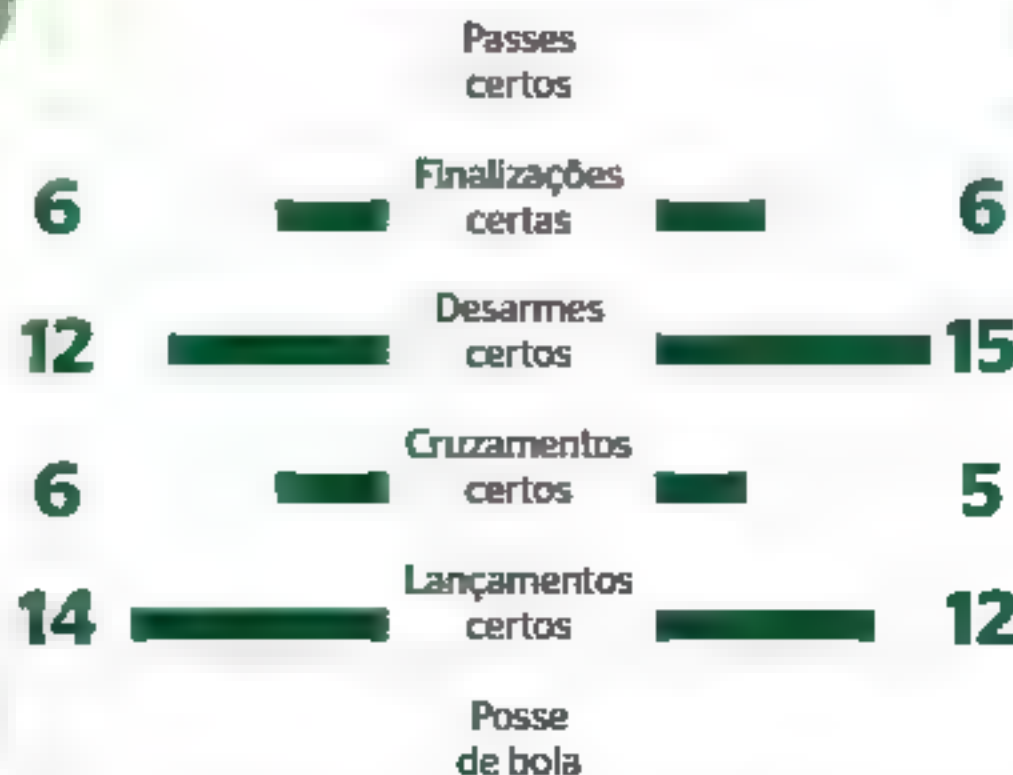 Passes
certos
Finalizações
6 certas 6
Desarmes
12 certos 15
Cruzamentos
6 certos 5
Lançamentos
14 certos 12
Posse
de bola